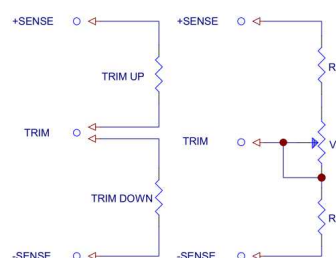 +SENSE
+SENSE
R
TRIM UP
TRIM
TRIM
V
TRIM DOWN
R
-SENSE
-SENSE